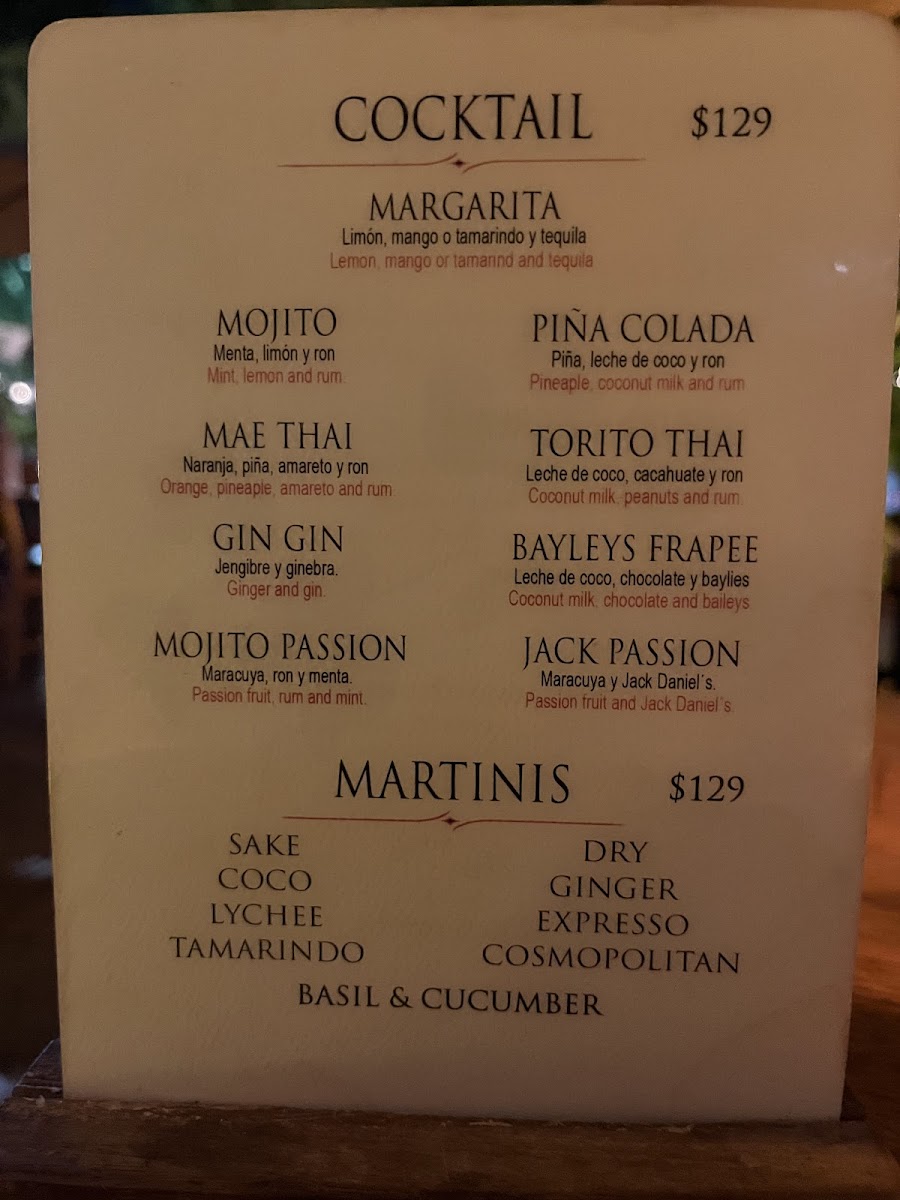 COCKTAIL $129
MARGARITA
Limón, mango o tamarindo y tequila
Lemon, mango or tamarind and tequila
MOJITO
Menta, limón y ron
Mint, lemon and rum.
PIÑA COLADA
Piña, leche de coco y ron
Pineaple, coconut milk and rum
MAE THAI
Naranja, piña, amareto y ron
Orange, pineaple, amareto and rum
TORITO THAI
Leche de coco, cacahuate y ron
Coconut milk, peanuts and rum.
GIN GIN
Jengibre y ginebra.
Ginger and gin.
BAYLEYS FRAPEE
Leche de coco, chocolate y baylies
Coconut milk, chocolate and baileys
MOJITO PASSION
Maracuya, ron y menta.
Passion fruit, rum and mint.
JACK PASSION
Maracuya y Jack Daniel´s.
Passion fruit and Jack Daniel´s.
MARTINIS $129
SAKE
COCO
LYCHEE
TAMARINDO
DRY
GINGER
EXPRESSO
COSMOPOLITAN
BASIL & CUCUMBER